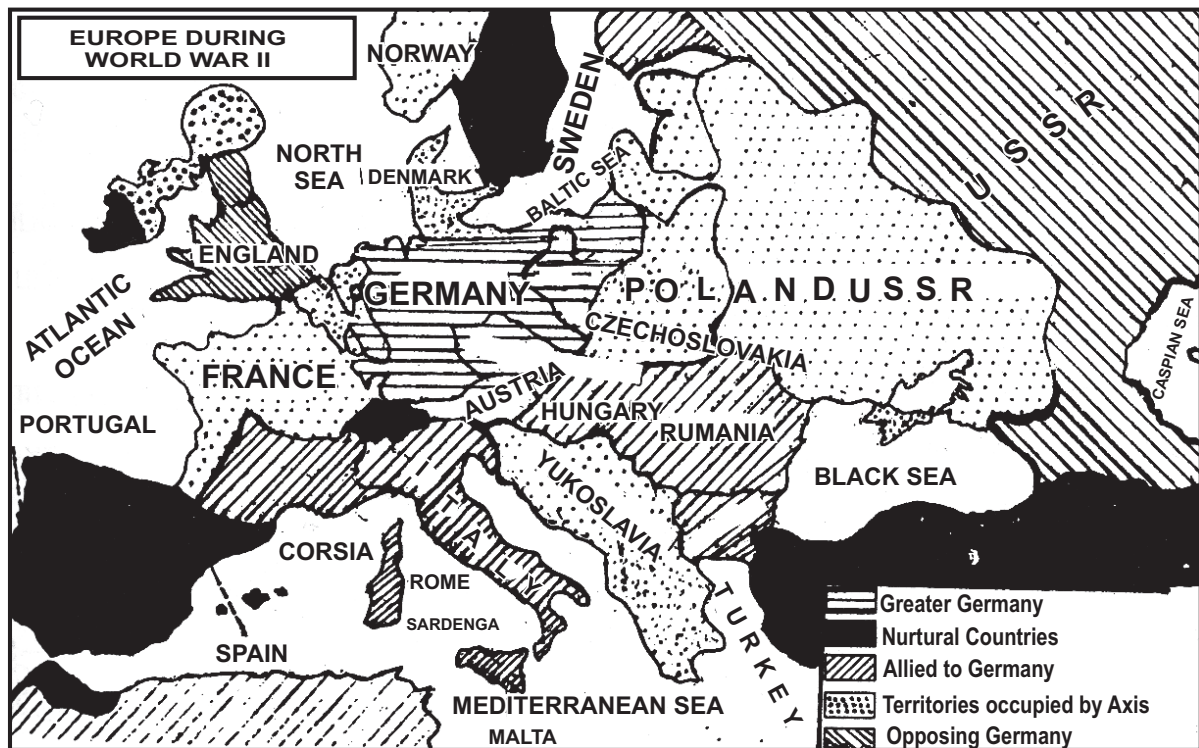 EUROPE DURING
WORLD WAR II
NORWAY
SWEDEN
U S S R
NORTH
SEA
DENMARK
BALTIC SEA
ENGLAND
GERMANY
P O L A N D U S S R
ATLANTIC
OCEAN
CZECHOSLOVAKIA
CASPIAN SEA
FRANCE
AUSTRIA
PORTUGAL
HUNGARY
RUMANIA
YUKOSLAVIA
BLACK SEA
ITALY
CORSIA
ROME
SARDENGA
SPAIN
TURKEY
MEDITERRANEAN SEA
MALTA
Greater Germany
Nurtural Countries
Allied to Germany
Territories occupied by Axis
Opposing Germany